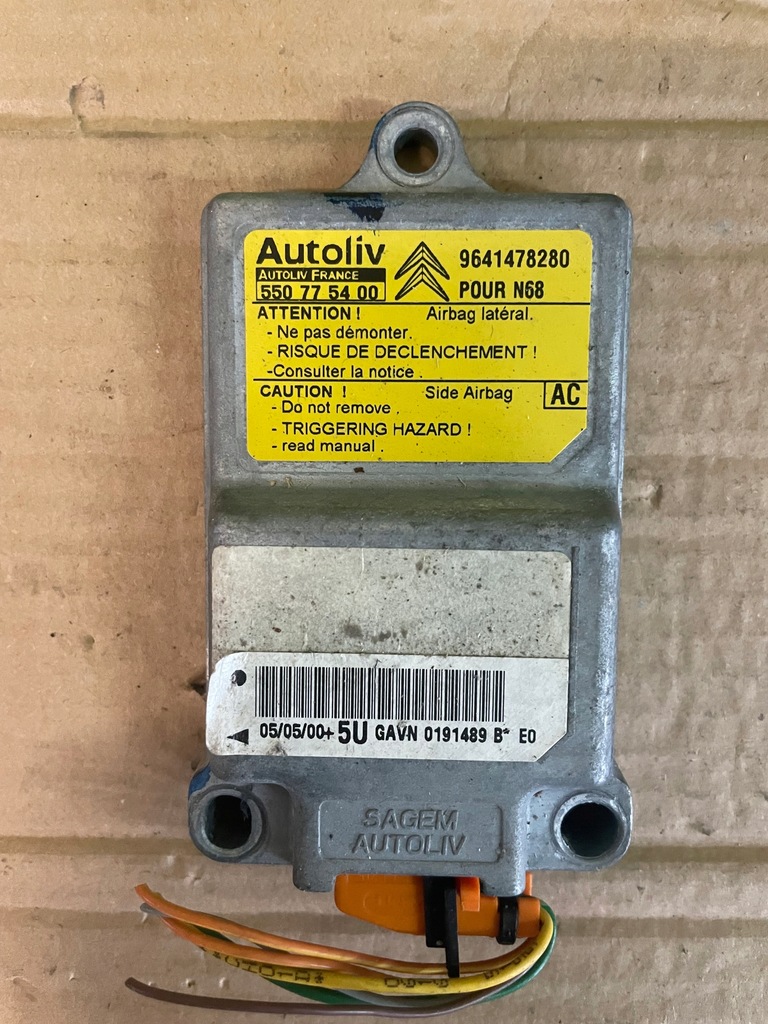 Autoliv
AUTOLIV FRANCE
550 77 54 00
9641478280
POUR N68
ATTENTION ! Airbag latéral.
- Ne pas démonter.
- RISQUE DE DECLENCHEMENT !
-Consulter la notice .
CAUTION ! Side Airbag AC
- Do not remove .
- TRIGGERING HAZARD !
- read manual .
05/05/00+ 5U GAVN 0191489 B* E0
SAGEM
AUTOLIV